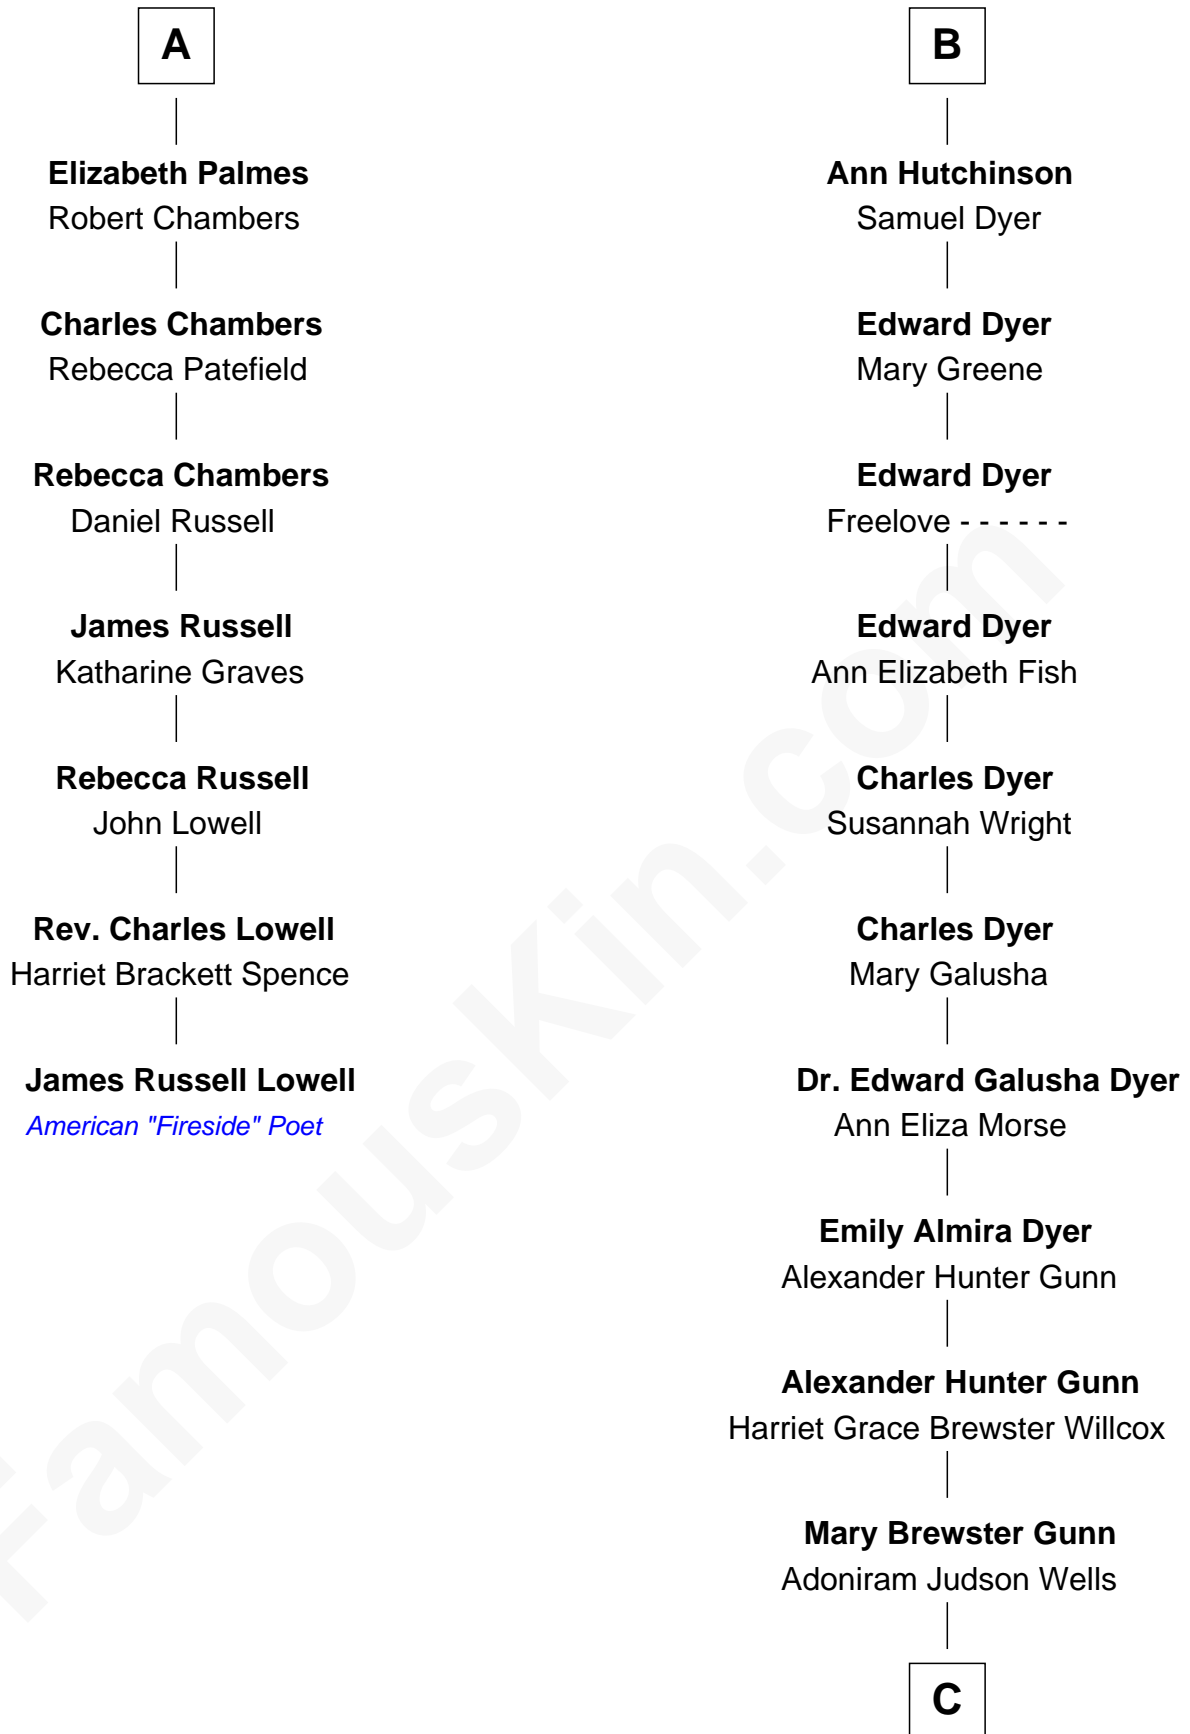 A
Elizabeth Palmes
Robert Chambers
Charles Chambers
Rebecca Patefield
Rebecca Chambers
Daniel Russell
James Russell
Katharine Graves
Rebecca Russell
John Lowell
Rev. Charles Lowell
Harriet Brackett Spence
James Russell Lowell
American "Fireside" Poet
B
Ann Hutchinson
Samuel Dyer
Edward Dyer
Mary Greene
Edward Dyer
Freelove - - - - - -
Edward Dyer
Ann Elizabeth Fish
Charles Dyer
Susannah Wright
Charles Dyer
Mary Galusha
Dr. Edward Galusha Dyer
Ann Eliza Morse
Emily Almira Dyer
Alexander Hunter Gunn
Alexander Hunter Gunn
Harriet Grace Brewster Willcox
Mary Brewster Gunn
Adoniram Judson Wells
C
FamousKin.com